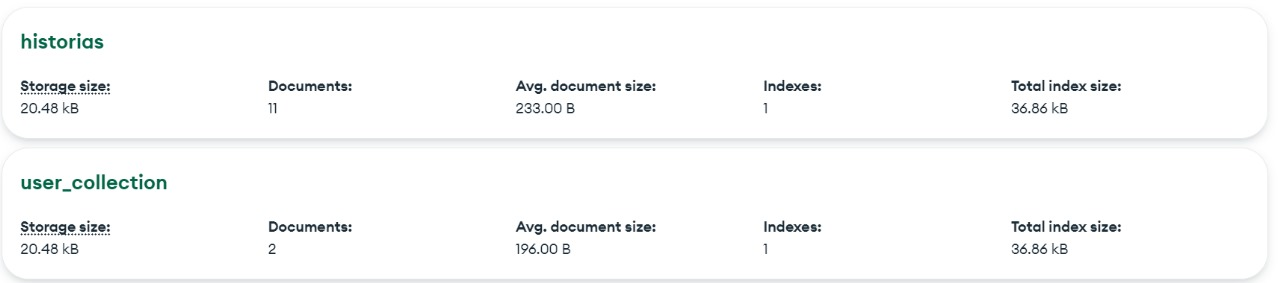 historias
Storage size: Documents: Avg. document size: Indexes: Total index size:
20.48 kB 11 233.00 B 1 36.86 kB
user_collection
Storage size: Documents: Avg. document size: Indexes: Total index size:
20.48 kB 2 196.00 B 1 36.86 kB